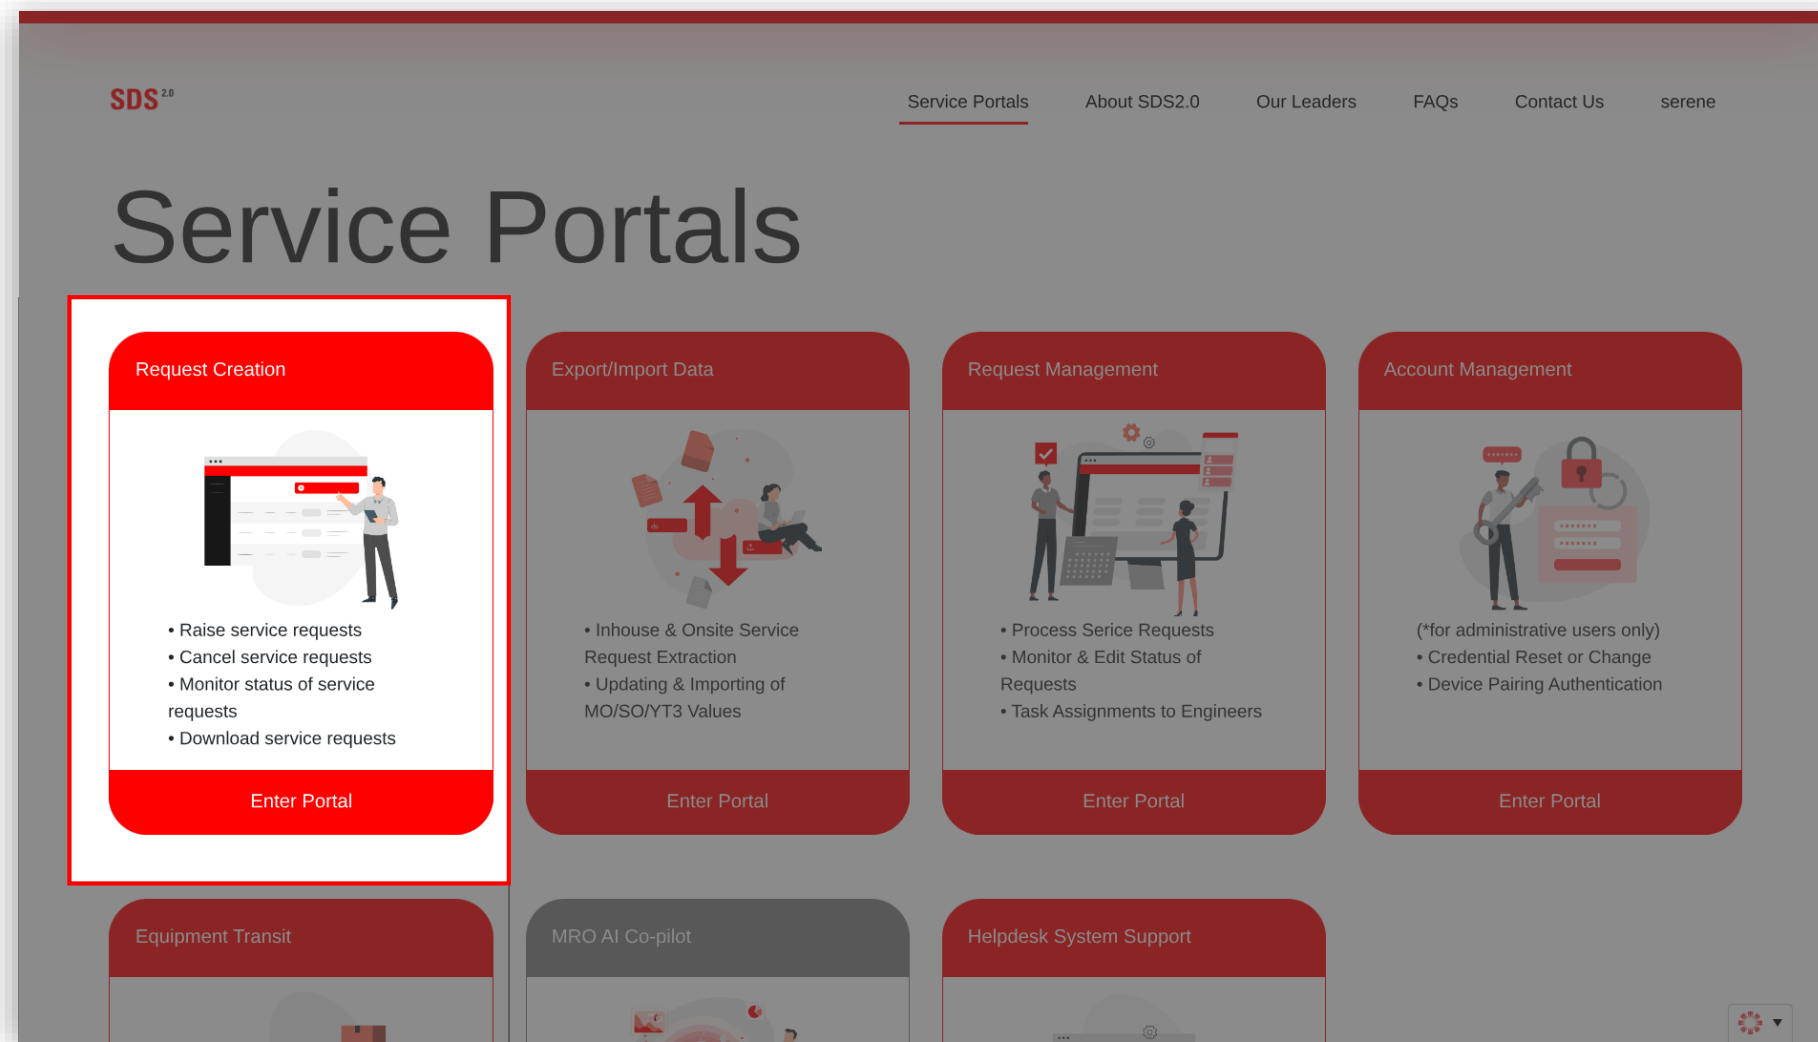 SDS 2.0
Service Portals
About SDS2.0
Our Leaders
FAQs
Contact Us
serene
Service Portals
Request Creation
• Raise service requests
• Cancel service requests
• Monitor status of service
requests
• Download service requests
Enter Portal
Export/Import Data
• Inhouse & Onsite Service
Request Extraction
• Updating & Importing of
MO/SO/YT3 Values
Enter Portal
Request Management
• Process Serice Requests
• Monitor & Edit Status of
Requests
• Task Assignments to Engineers
Enter Portal
Account Management
(*for administrative users only)
• Credential Reset or Change
• Device Pairing Authentication
Enter Portal
Equipment Transit
MRO AI Co-pilot
Helpdesk System Support